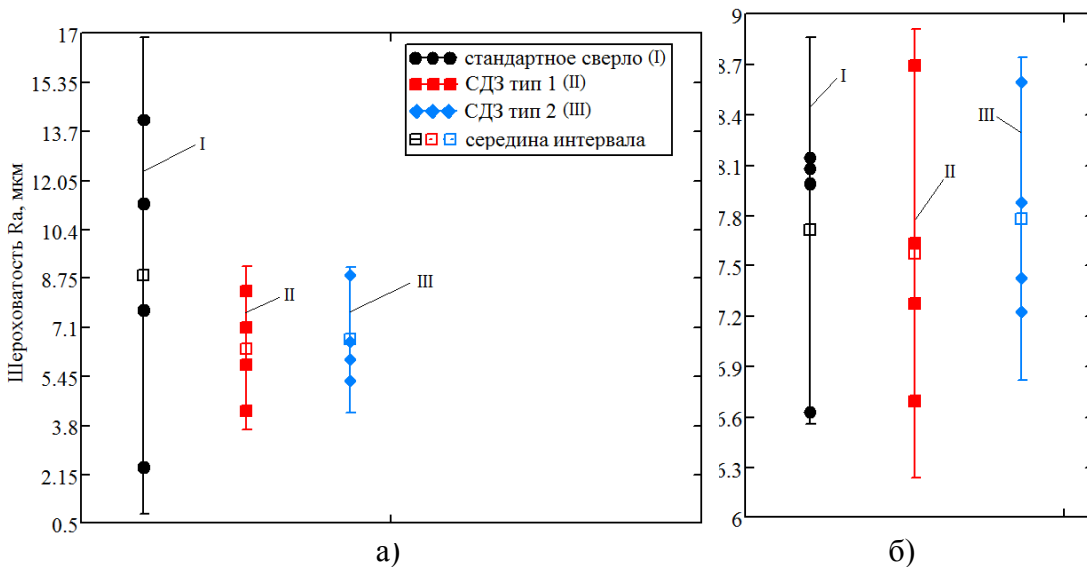 Шероховатость Ra, мкм
17
15.35
13.7
12.05
10.4
8.75
7.1
5.45
3.8
2.15
0.5
I
II
III
стандартное сверло (I)
СДЗ тип 1 (II)
СДЗ тип 2 (III)
середина интервала
а)
9
8.7
8.4
8.1
7.8
7.5
7.2
6.9
6.6
6.3
6
I
II
III
б)